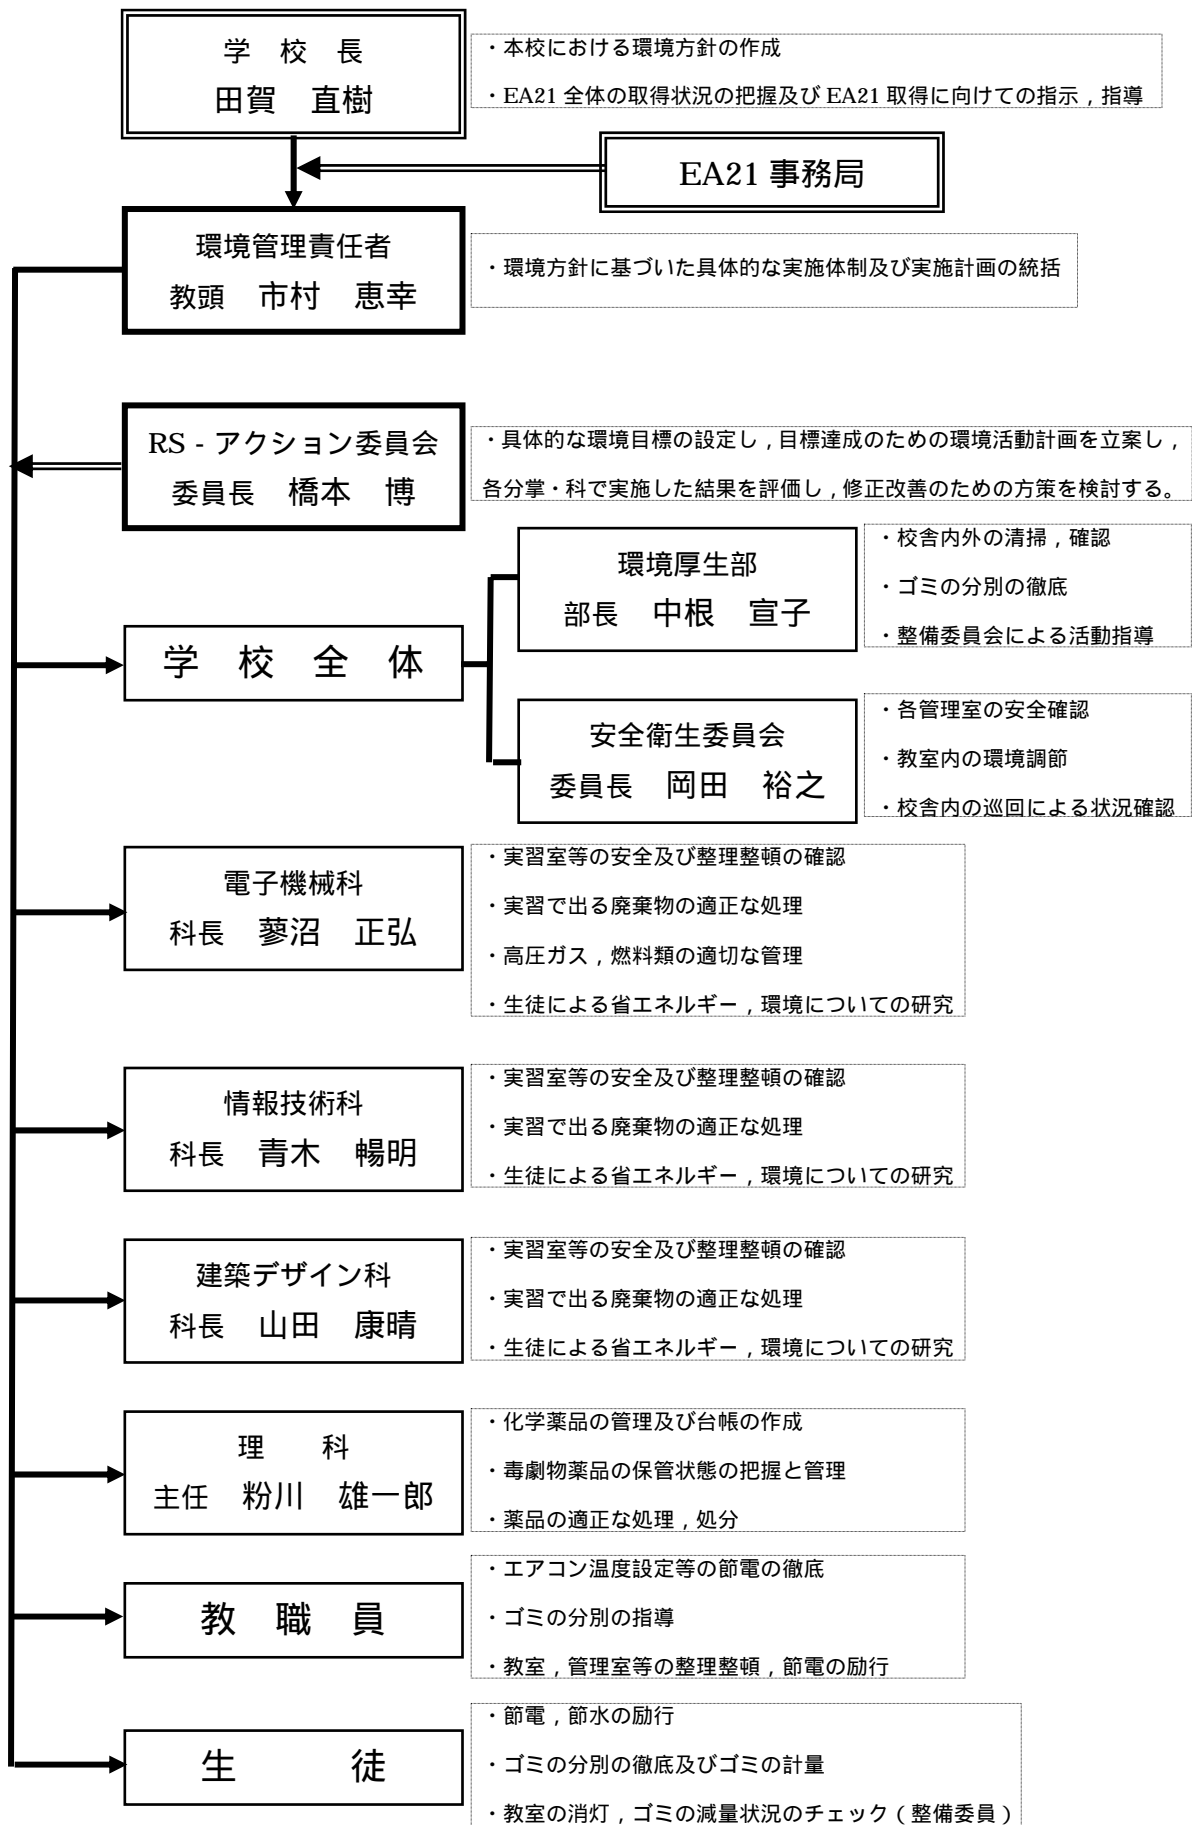 学　校　長
田賀　直樹
・本校における環境方針の作成
・EA21 全体の取得状況の把握及び EA21 取得に向けての指示，指導
EA21 事務局
環境管理責任者
教頭　市村　恵幸
・環境方針に基づいた具体的な実施体制及び実施計画の統括
RS - アクション委員会
委員長　橋本　博
・具体的な環境目標の設定し，目標達成のための環境活動計画を立案し，
各分掌・科で実施した結果を評価し，修正改善のための方策を検討する。
学　校　全　体
環境厚生部
部長　中根　宣子
・校舎内外の清掃，確認
・ゴミの分別の徹底
・整備委員会による活動指導
安全衛生委員会
委員長　岡田　裕之
・各管理室の安全確認
・教室内の環境調節
・校舎内の巡回による状況確認
電子機械科
科長　蓼沼　正弘
・実習室等の安全及び整理整頓の確認
・実習で出る廃棄物の適正な処理
・高圧ガス，燃料類の適切な管理
・生徒による省エネルギー，環境についての研究
情報技術科
科長　青木　暢明
・実習室等の安全及び整理整頓の確認
・実習で出る廃棄物の適正な処理
・生徒による省エネルギー，環境についての研究
建築デザイン科
科長　山田　康晴
・実習室等の安全及び整理整頓の確認
・実習で出る廃棄物の適正な処理
・生徒による省エネルギー，環境についての研究
理　　科
主任　粉川　雄一郎
・化学薬品の管理及び台帳の作成
・毒劇物薬品の保管状態の把握と管理
・薬品の適正な処理，処分
教　職　員
・エアコン温度設定等の節電の徹底
・ゴミの分別の指導
・教室，管理室等の整理整頓，節電の励行
生　　　徒
・節電，節水の励行
・ゴミの分別の徹底及びゴミの計量
・教室の消灯，ゴミの減量状況のチェック（整備委員）